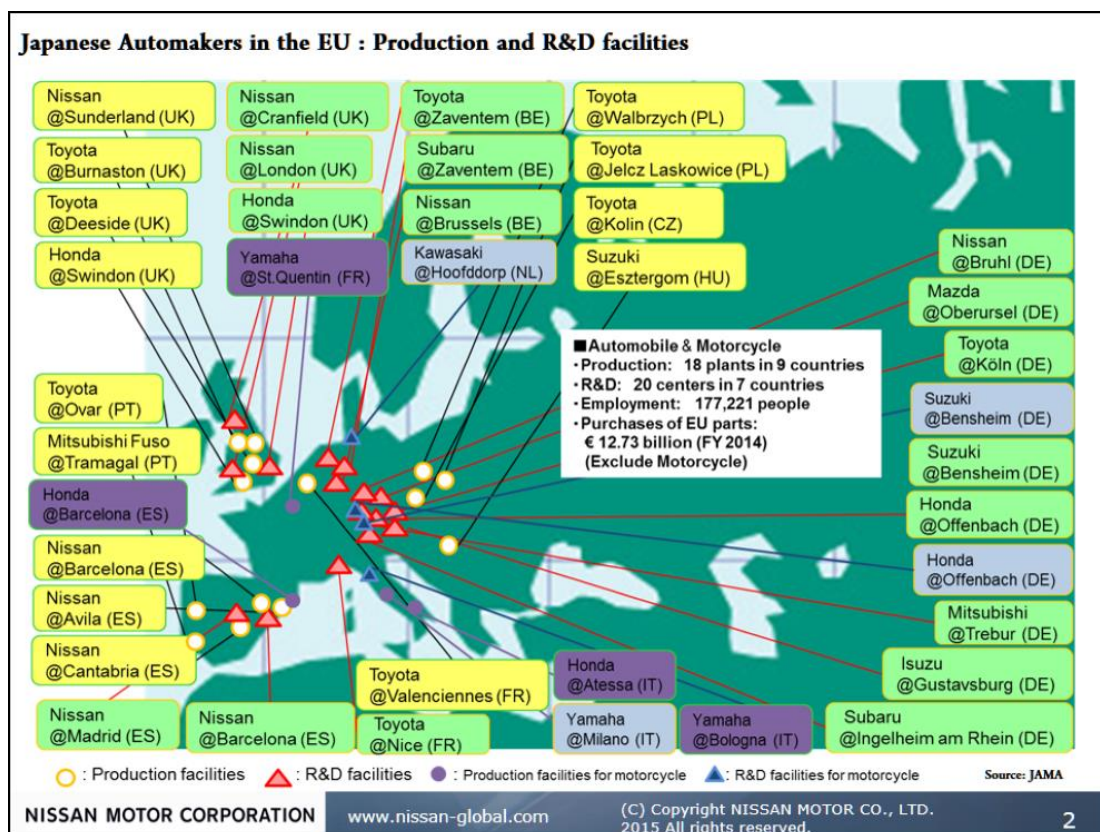 Japanese Automakers in the EU : Production and R&D facilities
Nissan
@Sunderland (UK)
Toyota
@Burnaston (UK)
Toyota
@Deeside (UK)
Honda
@Swindon (UK)
Nissan
@Cranfield (UK)
Nissan
@London (UK)
Honda
@Swindon (UK)
Yamaha
@St.Quentin (FR)
Toyota
@Zaventem (BE)
Subaru
@Zaventem (BE)
Nissan
@Brussels (BE)
Kawasaki
@Hoofddorp (NL)
Toyota
@Walbrzych (PL)
Toyota
@Jelcz Laskowice (PL)
Toyota
@Kolin (CZ)
Suzuki
@Esztergom (HU)
Nissan
@Bruhl (DE)
Mazda
@Oberursel (DE)
Toyota
@Köln (DE)
Suzuki
@Bensheim (DE)
Suzuki
@Bensheim (DE)
Honda
@Offenbach (DE)
Honda
@Offenbach (DE)
Mitsubishi
@Trebur (DE)
Isuzu
@Gustavsburg (DE)
Subaru
@Ingelheim am Rhein (DE)
■Automobile & Motorcycle
・Production: 18 plants in 9 countries
・R&D: 20 centers in 7 countries
・Employment: 177,221 people
・Purchases of EU parts:
€ 12.73 billion (FY 2014)
(Exclude Motorcycle)
Toyota
@Ovar (PT)
Mitsubishi Fuso
@Tramagal (PT)
Honda
@Barcelona (ES)
Nissan
@Barcelona (ES)
Nissan
@Avila (ES)
Nissan
@Cantabria (ES)
Nissan
@Madrid (ES)
Nissan
@Barcelona (ES)
Toyota
@Valenciennes (FR)
Toyota
@Nice (FR)
Honda
@Atessa (IT)
Yamaha
@Milano (IT)
Yamaha
@Bologna (IT)
: Production facilities
: R&D facilities
: Production facilities for motorcycle
: R&D facilities for motorcycle
Source: JAMA
NISSAN MOTOR CORPORATION
www.nissan-global.com
(C) Copyright NISSAN MOTOR CO., LTD.
2015 All rights reserved.
2